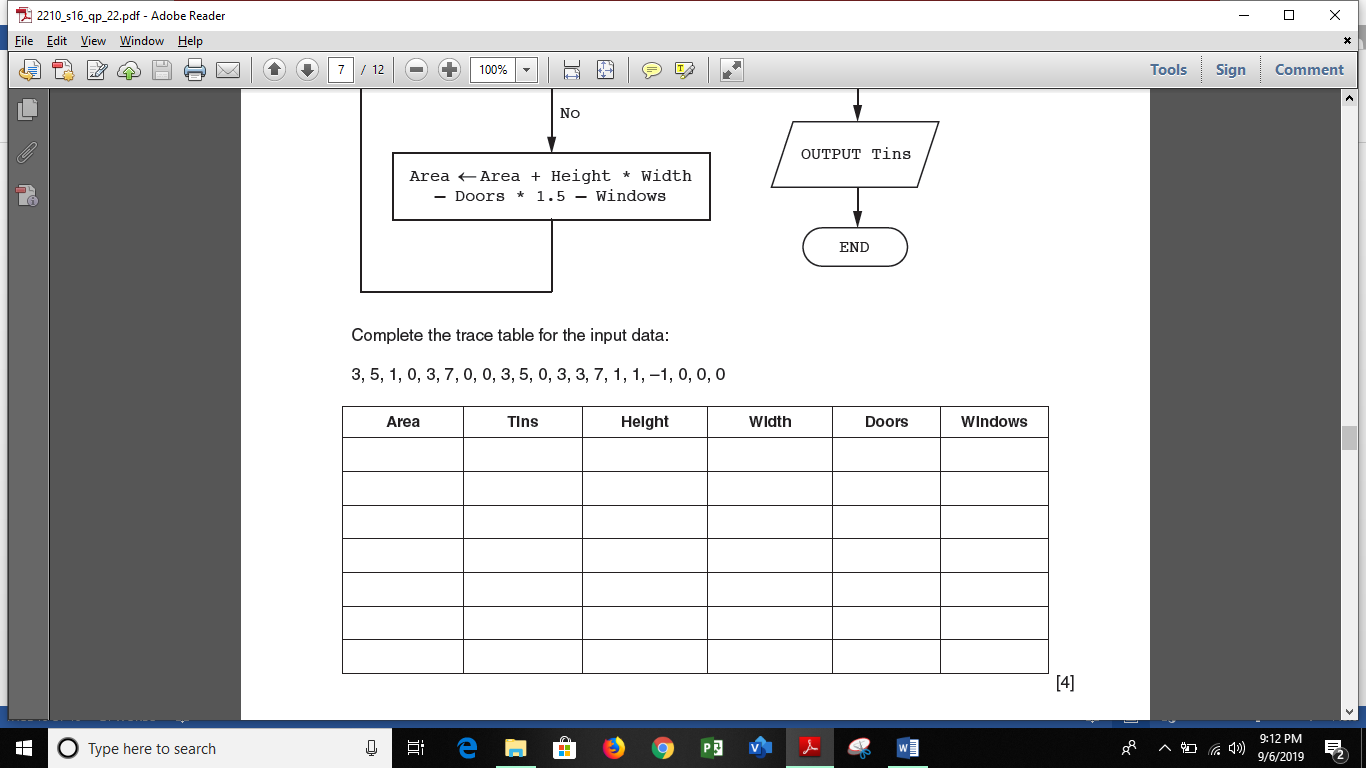 2210_s16_qp_22.pdf - Adobe Reader
File Edit View Window Help
7 / 12 100% Tools Sign Comment
No
Area ← Area + Height * Width
– Doors * 1.5 – Windows
OUTPUT Tins
END
Complete the trace table for the input data:
3, 5, 1, 0, 3, 7, 0, 0, 3, 5, 0, 3, 3, 7, 1, 1, –1, 0, 0, 0
Area Tins Height Width Doors Windows
[4]
Type here to search
9:12 PM
9/6/2019
2